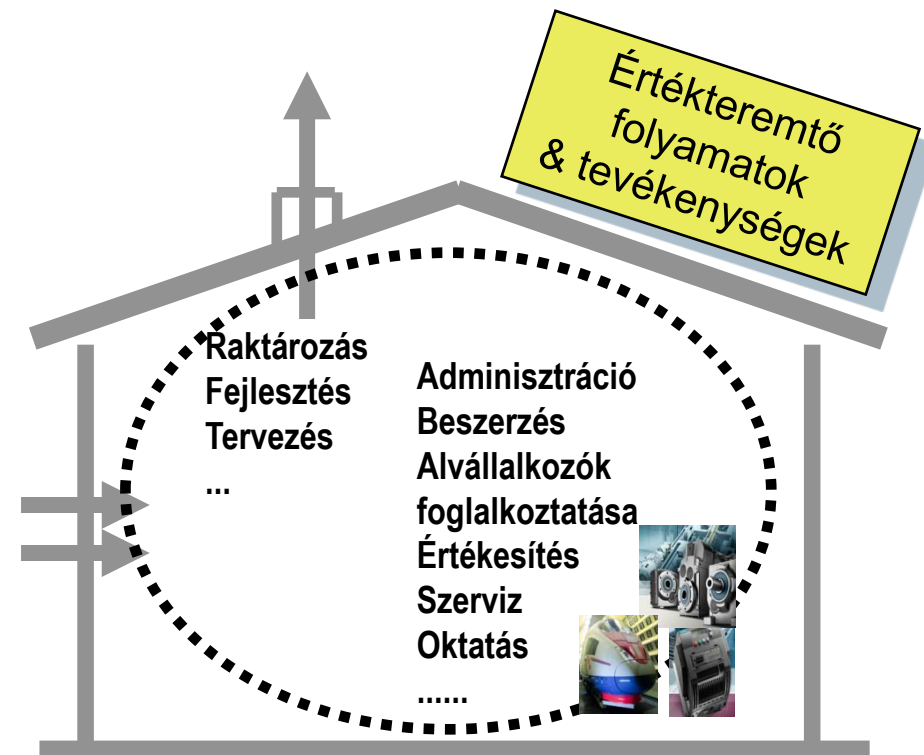 Értékteremtő
folyamatok
& tevékenységek
Raktározás
Fejlesztés
Tervezés
...
Adminisztráció
Beszerzés
Alvállalkozók
foglalkoztatása
Értékesítés
Szerviz
Oktatás
......